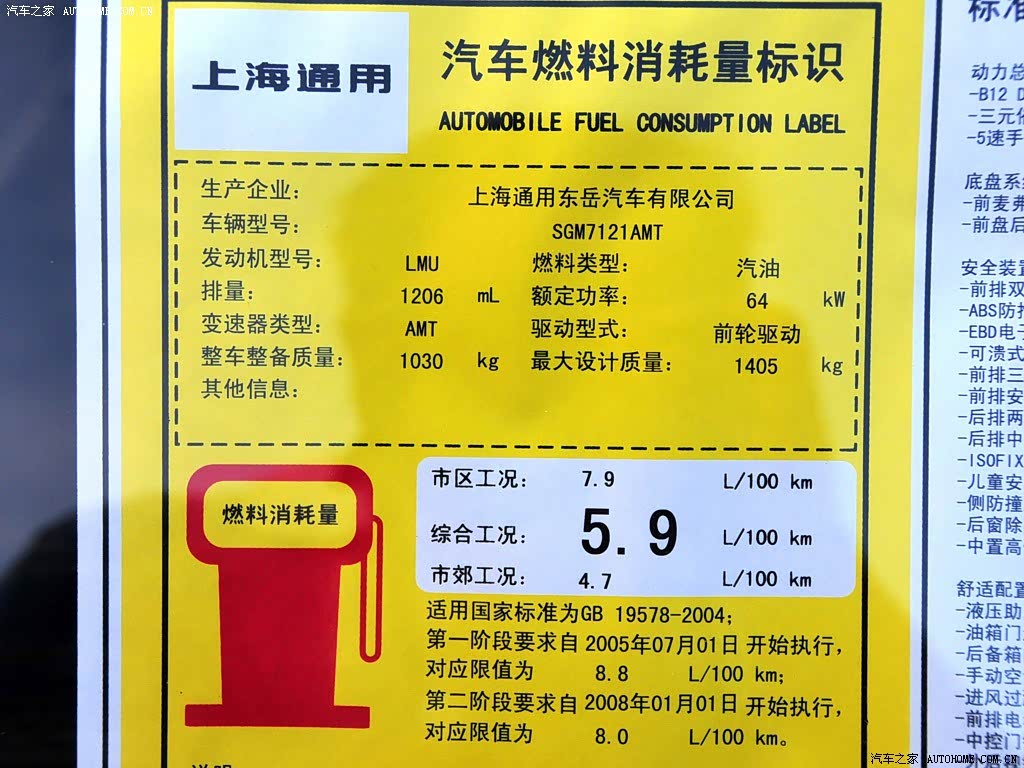 汽车之家 AUTOHOME.COM.CN
上海通用
汽车燃料消耗量标识
AUTOMOBILE FUEL CONSUMPTION LABEL
生产企业: 上海通用东岳汽车有限公司
车辆型号: SGM7121AMT
发动机型号: LMU 燃料类型: 汽油
排量: 1206 mL 额定功率: 64 kW
变速器类型: AMT 驱动型式: 前轮驱动
整车整备质量: 1030 kg 最大设计质量: 1405 kg
其他信息:
燃料消耗量
市区工况: 7.9 L/100 km
综合工况: 5.9 L/100 km
市郊工况: 4.7 L/100 km
适用国家标准为GB 19578-2004;
第一阶段要求自 2005年07月01日 开始执行,
对应限值为 8.8 L/100 km;
第二阶段要求自 2008年01月01日 开始执行,
对应限值为 8.0 L/100 km。
标准
动力总
-B12 D
-三元催
-5速手
底盘系统
-前麦弗
-前盘后
安全装置
-前排双
-ABS防抱
-EBD电子
-可溃式
-前排三
-前排安
-后排两
-后排中
-ISOFIX
-儿童安
-侧防撞
-后窗除
-中置高
舒适配置
-液压助
-油箱门
-后备箱
-手动空
-进风过
-前排电
-中控门
汽车之家 AUTOHOME.COM.CN